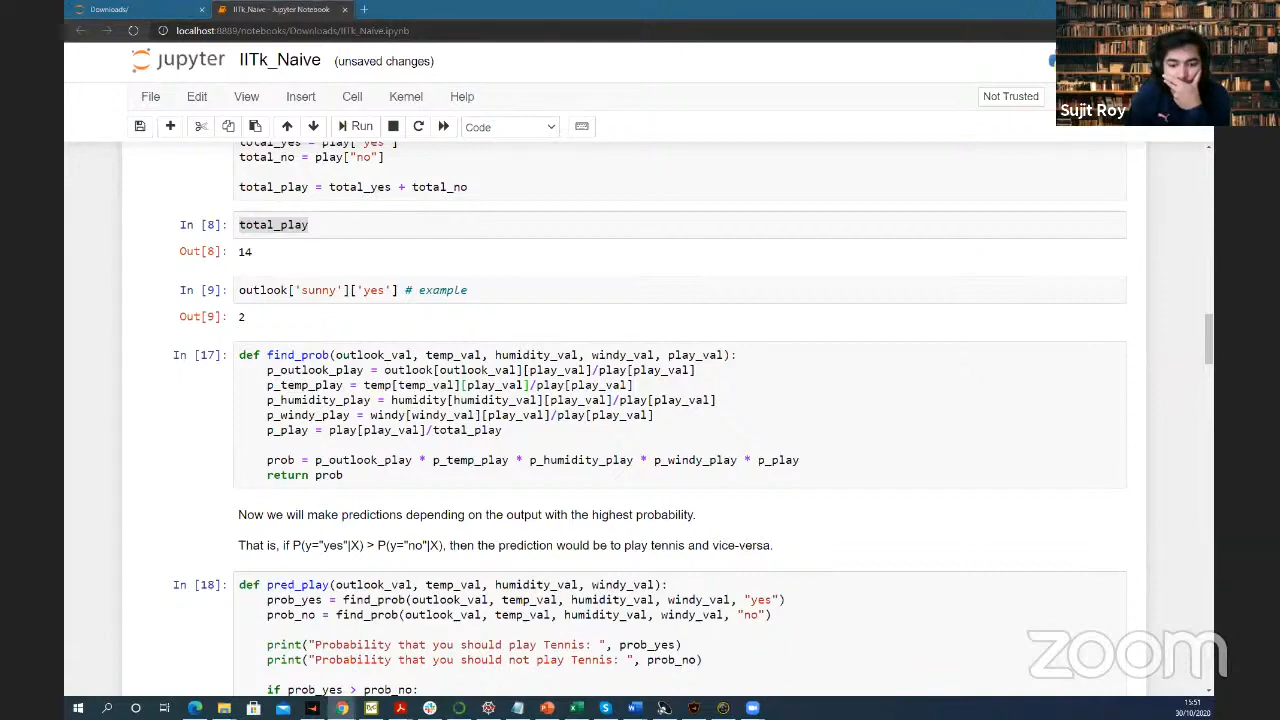 Downloads/
IITk_Naive - Jupyter Notebook
localhost:8889/notebooks/Downloads/IITk_Naive.ipynb
jupyter IITk_Naive (unsaved changes)
File Edit View Insert Cell Kernel Help
Not Trusted
Sujit Roy
Run
Code
total_yes = play["yes"]
total_no = play["no"]
total_play = total_yes + total_no
In [8]: total_play
Out[8]: 14
In [9]: outlook['sunny']['yes'] # example
Out[9]: 2
In [17]: def find_prob(outlook_val, temp_val, humidity_val, windy_val, play_val):
p_outlook_play = outlook[outlook_val][play_val]/play[play_val]
p_temp_play = temp[temp_val][play_val]/play[play_val]
p_humidity_play = humidity[humidity_val][play_val]/play[play_val]
p_windy_play = windy[windy_val][play_val]/play[play_val]
p_play = play[play_val]/total_play
prob = p_outlook_play * p_temp_play * p_humidity_play * p_windy_play * p_play
return prob
Now we will make predictions depending on the output with the highest probability.
That is, if P(y="yes"|X) > P(y="no"|X), then the prediction would be to play tennis and vice-versa.
In [18]: def pred_play(outlook_val, temp_val, humidity_val, windy_val):
prob_yes = find_prob(outlook_val, temp_val, humidity_val, windy_val, "yes")
prob_no = find_prob(outlook_val, temp_val, humidity_val, windy_val, "no")
print("Probability that you should play Tennis: ", prob_yes)
print("Probability that you should not play Tennis: ", prob_no)
if prob_yes > prob_no:
zoom
15:51
30/10/2020